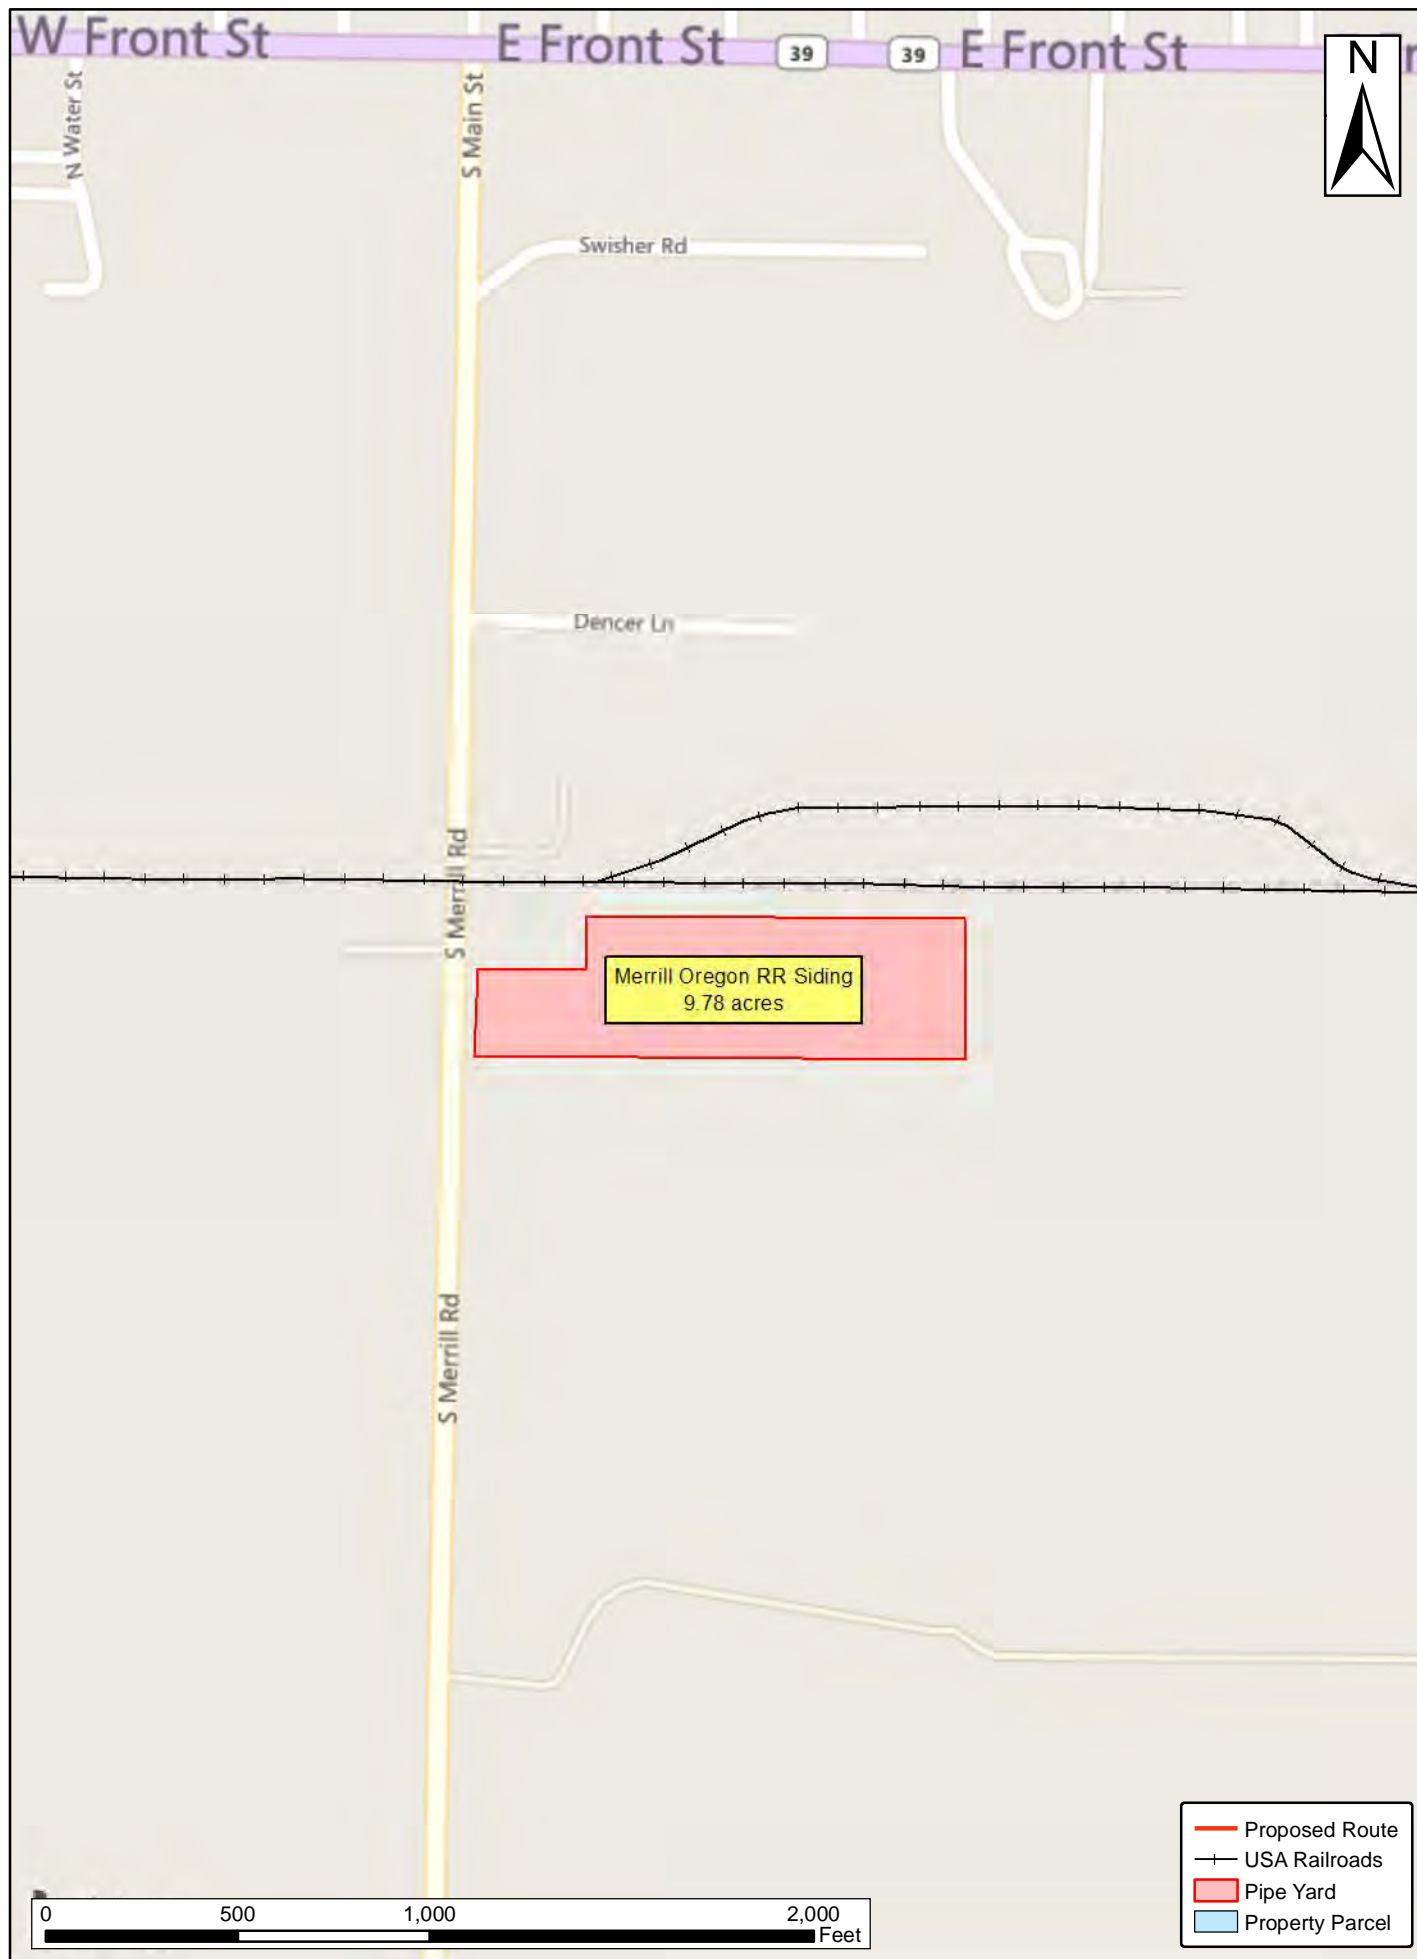 W Front St
E Front St
39
39
E Front St
N
N Water St
S Main St
Swisher Rd
Dencer Ln
S Merrill Rd
Merrill Oregon RR Siding
9.78 acres
S Merrill Rd
Proposed Route
USA Railroads
Pipe Yard
Property Parcel
0 500 1,000 2,000
Feet